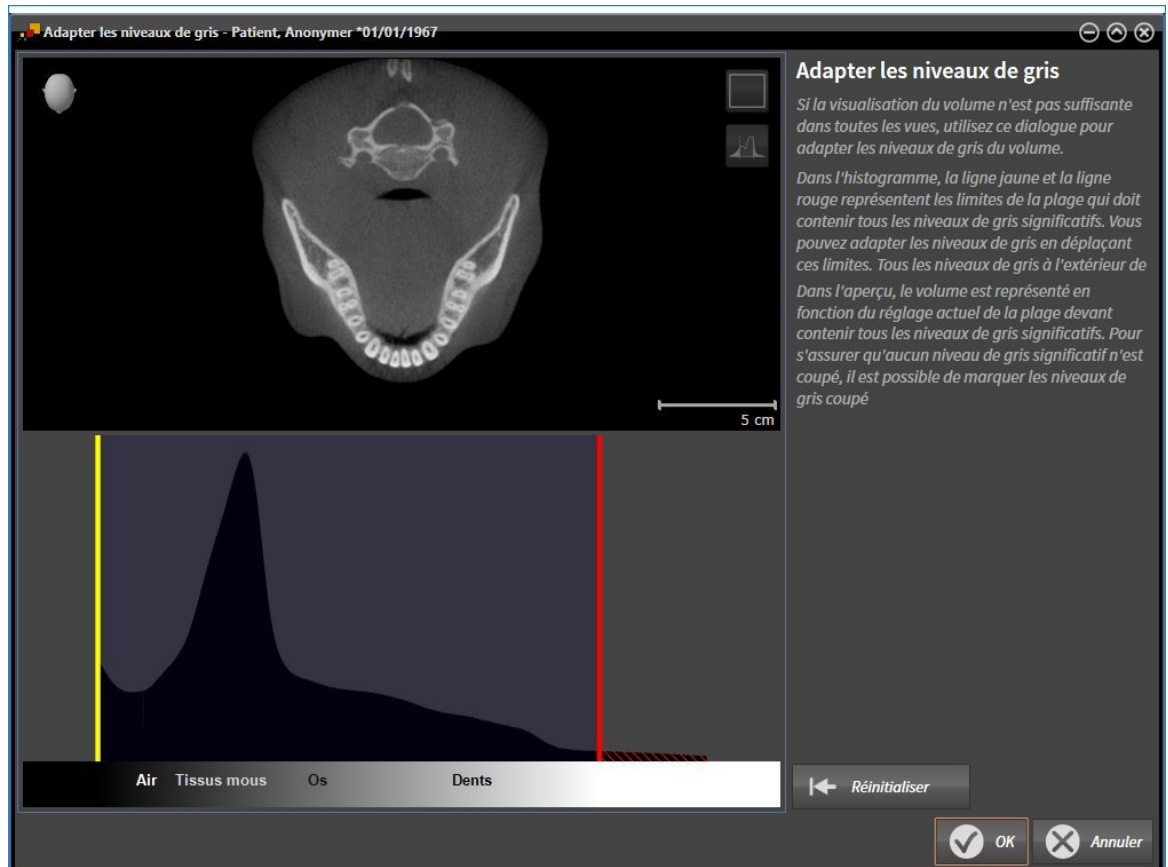 Adapter les niveaux de gris - Patient, Anonymer *01/01/1967
5 cm
Air Tissus mous Os Dents
Adapter les niveaux de gris
Si la visualisation du volume n'est pas suffisante
dans toutes les vues, utilisez ce dialogue pour
adapter les niveaux de gris du volume.
Dans l'histogramme, la ligne jaune et la ligne
rouge représentent les limites de la plage qui doit
contenir tous les niveaux de gris significatifs. Vous
pouvez adapter les niveaux de gris en déplaçant
ces limites. Tous les niveaux de gris à l'extérieur de
Dans l'aperçu, le volume est représenté en
fonction du réglage actuel de la plage devant
contenir tous les niveaux de gris significatifs. Pour
s'assurer qu'aucun niveau de gris significatif n'est
coupé, il est possible de marquer les niveaux de
gris coupé
Réinitialiser
OK Annuler